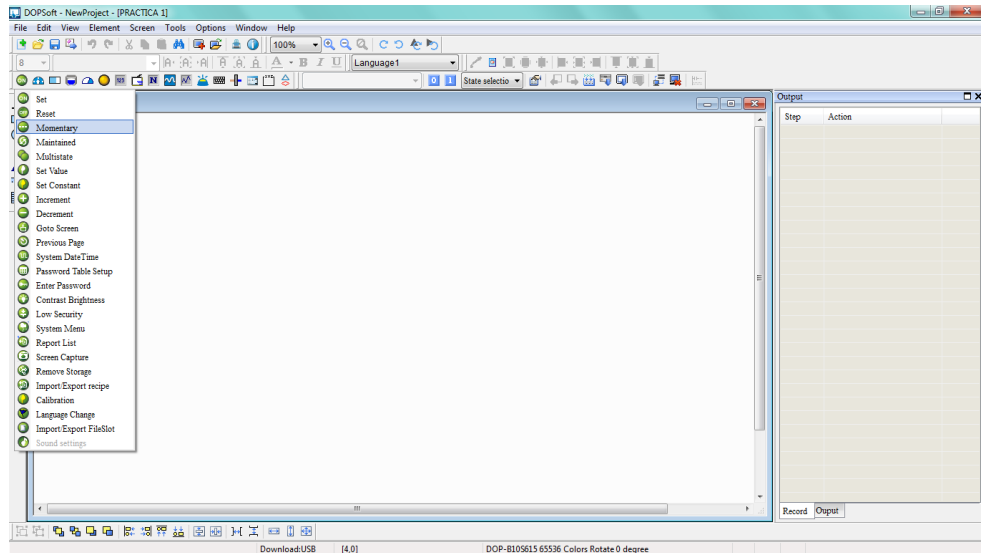 DOPSoft - NewProject - [PRACTICA 1]
File Edit View Element Screen Tools Options Window Help
100%
8 A A A A A A A B I U Language1
0 1 State selectio
Set
Reset
Momentary
Maintained
Multistate
Set Value
Set Constant
Increment
Decrement
Goto Screen
Previous Page
System DateTime
Password Table Setup
Enter Password
Contrast Brightness
Low Security
System Menu
Report List
Screen Capture
Remove Storage
Import/Export recipe
Calibration
Language Change
Import/Export FileSlot
Sound settings
Output
Step Action
Record Ouput
Download:USB [4,0] DOP-B10S615 65536 Colors Rotate 0 degree